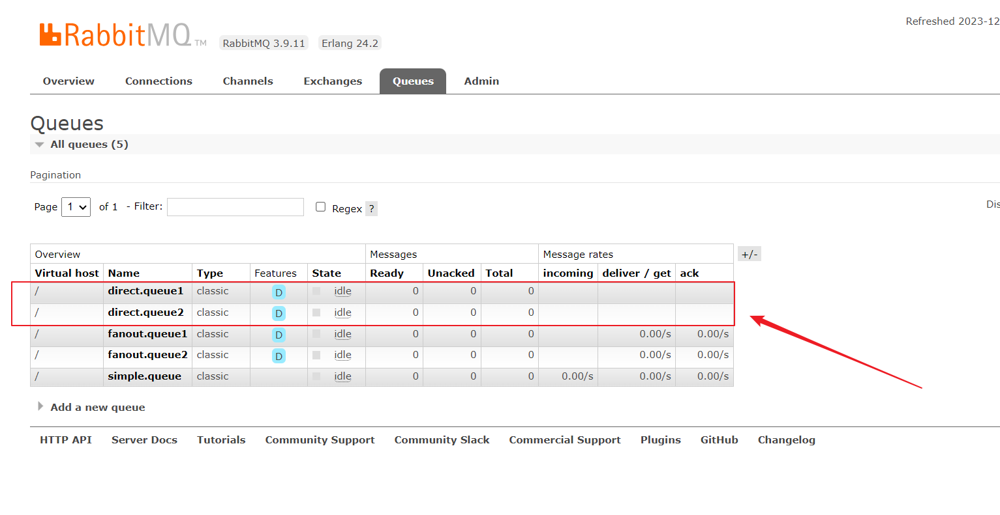 Refreshed 2023-12
RabbitMQ TM RabbitMQ 3.9.11 Erlang 24.2
Overview Connections Channels Exchanges Queues Admin
Queues
All queues (5)
Pagination
Page 1 of 1 - Filter: Regex ? Dis
Overview Messages Message rates +/-
Virtual host Name Type Features State Ready Unacked Total incoming deliver / get ack
/ direct.queue1 classic D idle 0 0 0
/ direct.queue2 classic D idle 0 0 0
/ fanout.queue1 classic D idle 0 0 0 0.00/s 0.00/s
/ fanout.queue2 classic D idle 0 0 0 0.00/s 0.00/s
/ simple.queue classic idle 0 0 0 0.00/s 0.00/s 0.00/s
Add a new queue
HTTP API Server Docs Tutorials Community Support Community Slack Commercial Support Plugins GitHub Changelog